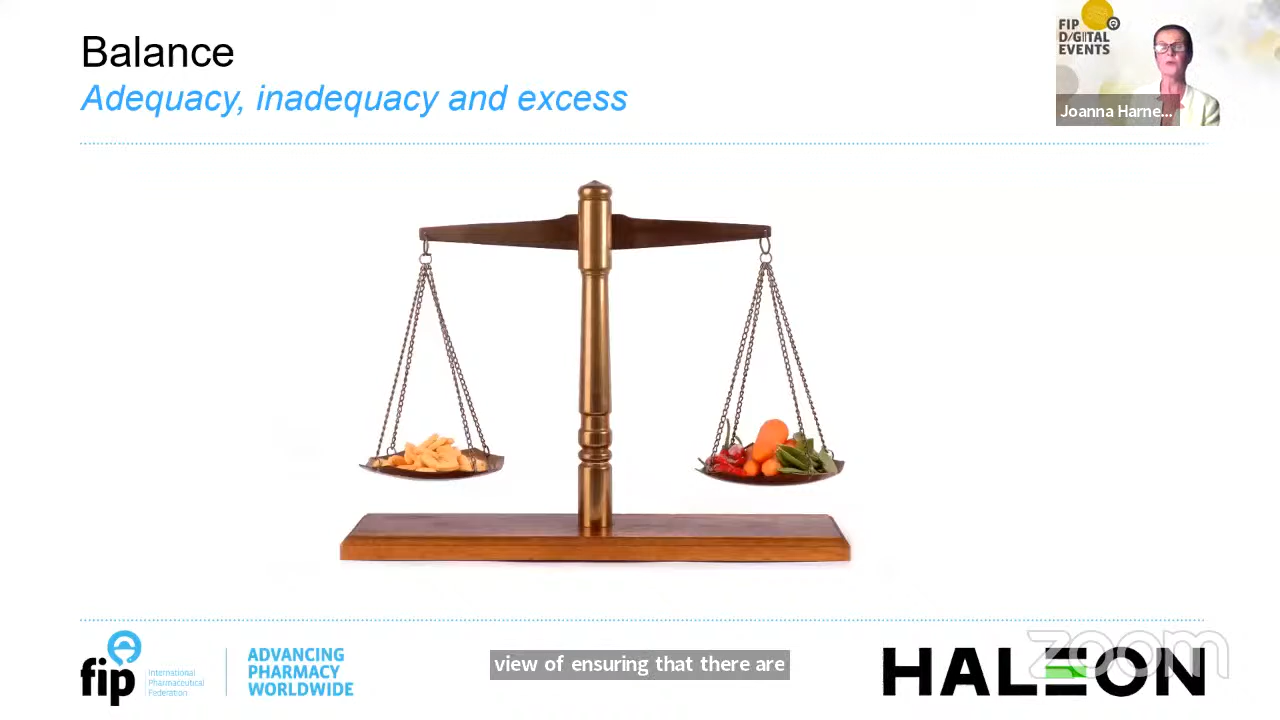 Balance
Adequacy, inadequacy and excess
FIP
DIGITAL
EVENTS
Joanna Harne...
fip
International
Pharmaceutical
Federation
ADVANCING
PHARMACY
WORLDWIDE
view of ensuring that there are
HALEON
zoom